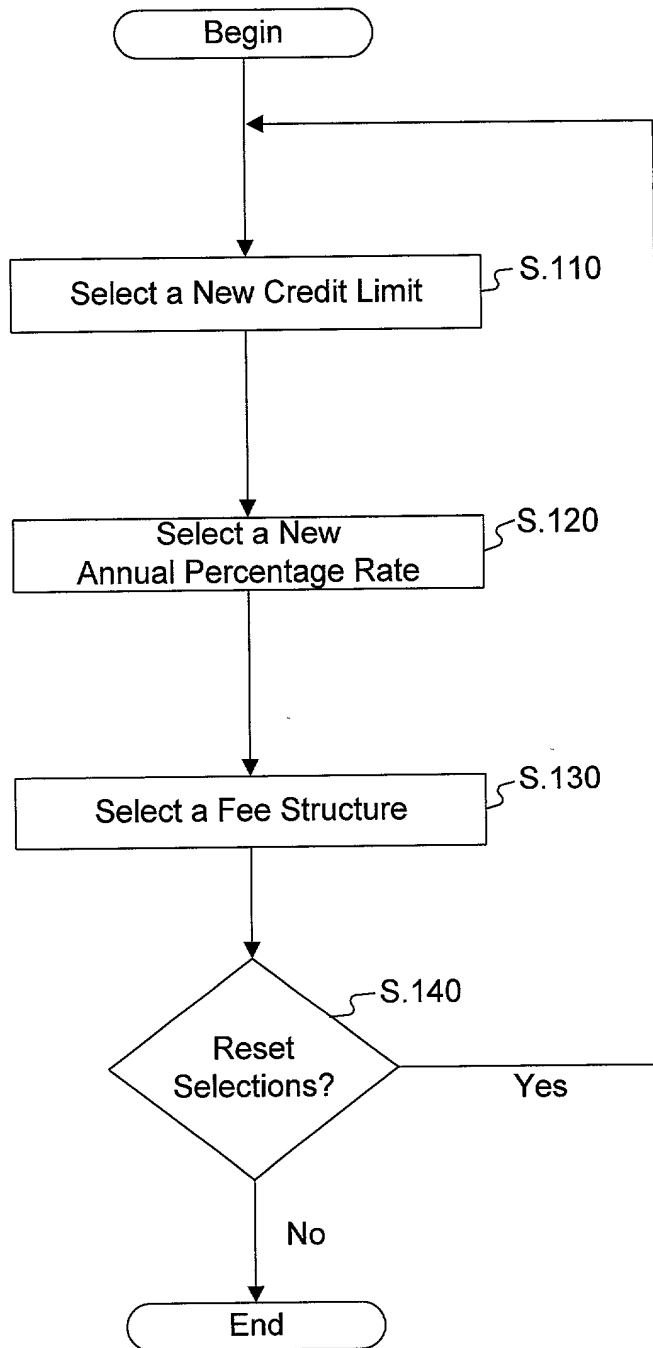 Begin
Select a New Credit Limit
S.110
Select a New
Annual Percentage Rate
S.120
Select a Fee Structure
S.130
Reset
Selections?
S.140
Yes
No
End